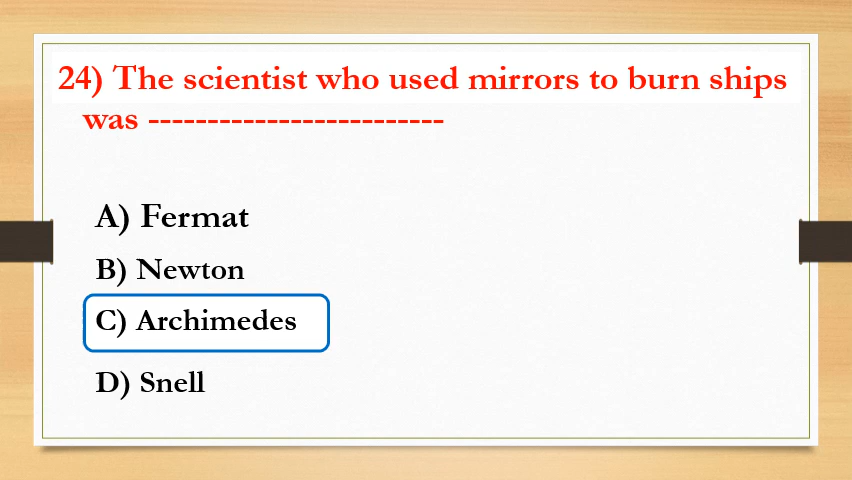 24) The scientist who used mirrors to burn ships
was -------------------------
A) Fermat
B) Newton
C) Archimedes
D) Snell